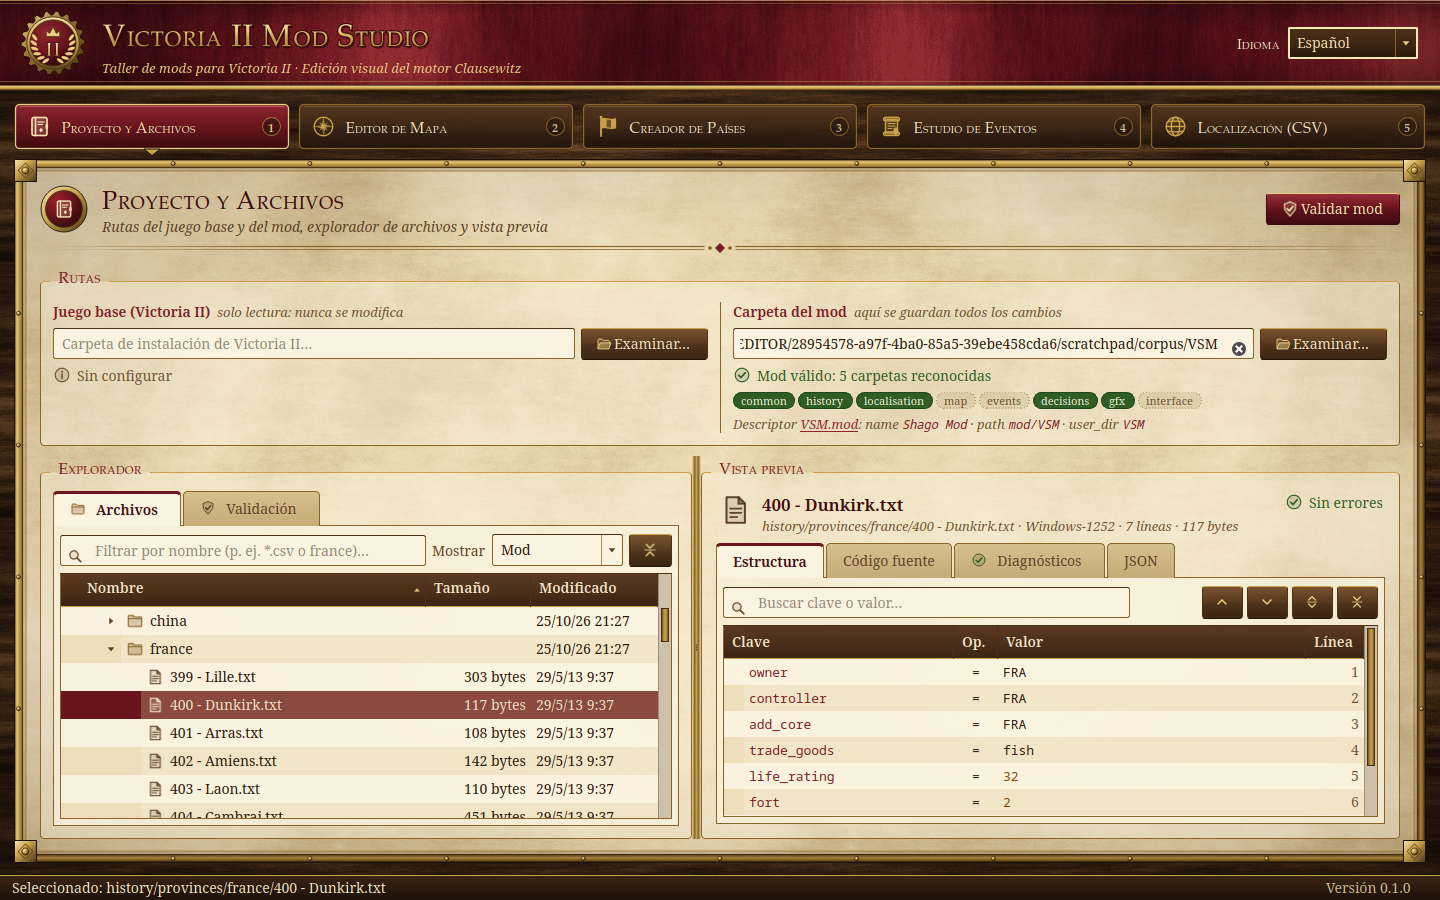 Victoria II Mod Studio
Taller de mods para Victoria II · Edición visual del motor Clausewitz
Idioma
Español
II
Proyecto y Archivos 1
Editor de Mapa 2
Creador de Países 3
Estudio de Eventos 4
Localización (CSV) 5
Proyecto y Archivos
Rutas del juego base y del mod, explorador de archivos y vista previa
Validar mod
Rutas
Juego base (Victoria II) solo lectura: nunca se modifica
Carpeta de instalación de Victoria II...
Examinar...
Sin configurar
Carpeta del mod aquí se guardan todos los cambios
EDITOR/28954578-a97f-4ba0-85a5-39ebe458cda6/scratchpad/corpus/VSM
Examinar...
Mod válido: 5 carpetas reconocidas
common history localisation map events decisions gfx interface
Descriptor VSM.mod: name Shago Mod · path mod/VSM · user_dir VSM
Explorador
Archivos
Validación
Filtrar por nombre (p. ej. *.csv o france)...
Mostrar
Mod
Nombre Tamaño Modificado
china 25/10/26 21:27
france 25/10/26 21:27
399 - Lille.txt 303 bytes 29/5/13 9:37
400 - Dunkirk.txt 117 bytes 29/5/13 9:37
401 - Arras.txt 108 bytes 29/5/13 9:37
402 - Amiens.txt 142 bytes 29/5/13 9:37
403 - Laon.txt 110 bytes 29/5/13 9:37
404 - Cambrai.txt 451 bytes 29/5/13 9:37
Vista previa
400 - Dunkirk.txt
Sin errores
history/provinces/france/400 - Dunkirk.txt · Windows-1252 · 7 líneas · 117 bytes
Estructura
Código fuente
Diagnósticos
JSON
Buscar clave o valor...
Clave Op. Valor Línea
owner = FRA 1
controller = FRA 2
add_core = FRA 3
trade_goods = fish 4
life_rating = 32 5
fort = 2 6
Seleccionado: history/provinces/france/400 - Dunkirk.txt
Versión 0.1.0